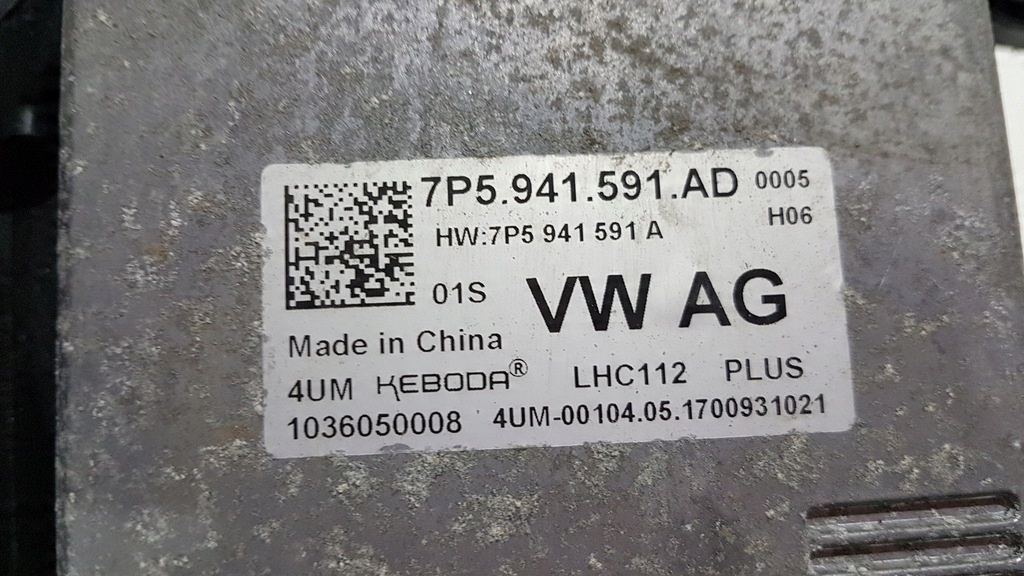 7P5.941.591.AD 0005
HW:7P5 941 591 A H06
01S VW AG
Made in China
4UM KEBODA® LHC112 PLUS
1036050008 4UM-00104.05.1700931021